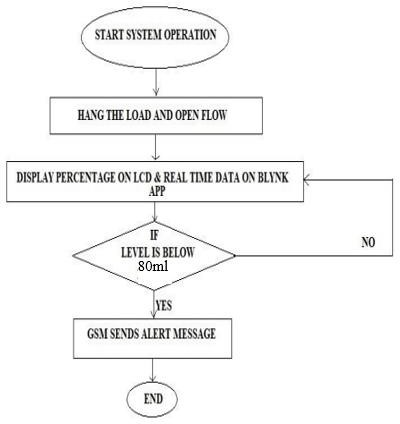 START SYSTEM OPERATION
HANG THE LOAD AND OPEN FLOW
DISPLAY PERCENTAGE ON LCD & REAL TIME DATA ON BLYNK
APP
IF
LEVEL IS BELOW
80ml
NO
YES
GSM SENDS ALERT MESSAGE
END